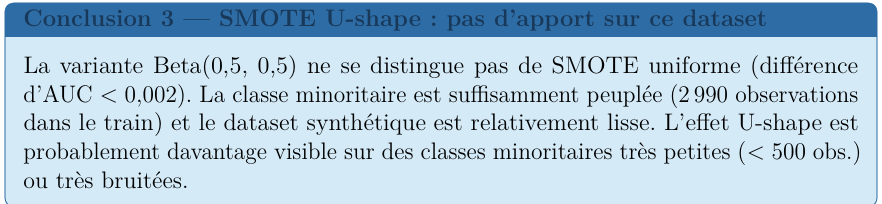 Conclusion 3 — SMOTE U-shape : pas d'apport sur ce dataset
La variante Beta(0,5, 0,5) ne se distingue pas de SMOTE uniforme (différence
d'AUC < 0,002). La classe minoritaire est suffisamment peuplée (2 990 observations
dans le train) et le dataset synthétique est relativement lisse. L'effet U-shape est
probablement davantage visible sur des classes minoritaires très petites (< 500 obs.)
ou très bruitées.